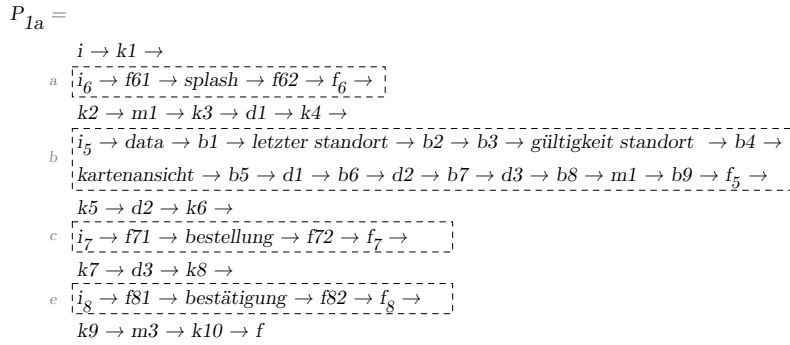 P1a =
i → k1 →
a i6 → f61 → splash → f62 → f6 →
k2 → m1 → k3 → d1 → k4 →
b i5 → data → b1 → letzter standort → b2 → b3 → gültigkeit standort → b4 →
kartenansicht → b5 → d1 → b6 → d2 → b7 → d3 → b8 → m1 → b9 → f5 →
k5 → d2 → k6 →
c i7 → f71 → bestellung → f72 → f7 →
k7 → d3 → k8 →
e i8 → f81 → bestätigung → f82 → f8 →
k9 → m3 → k10 → f